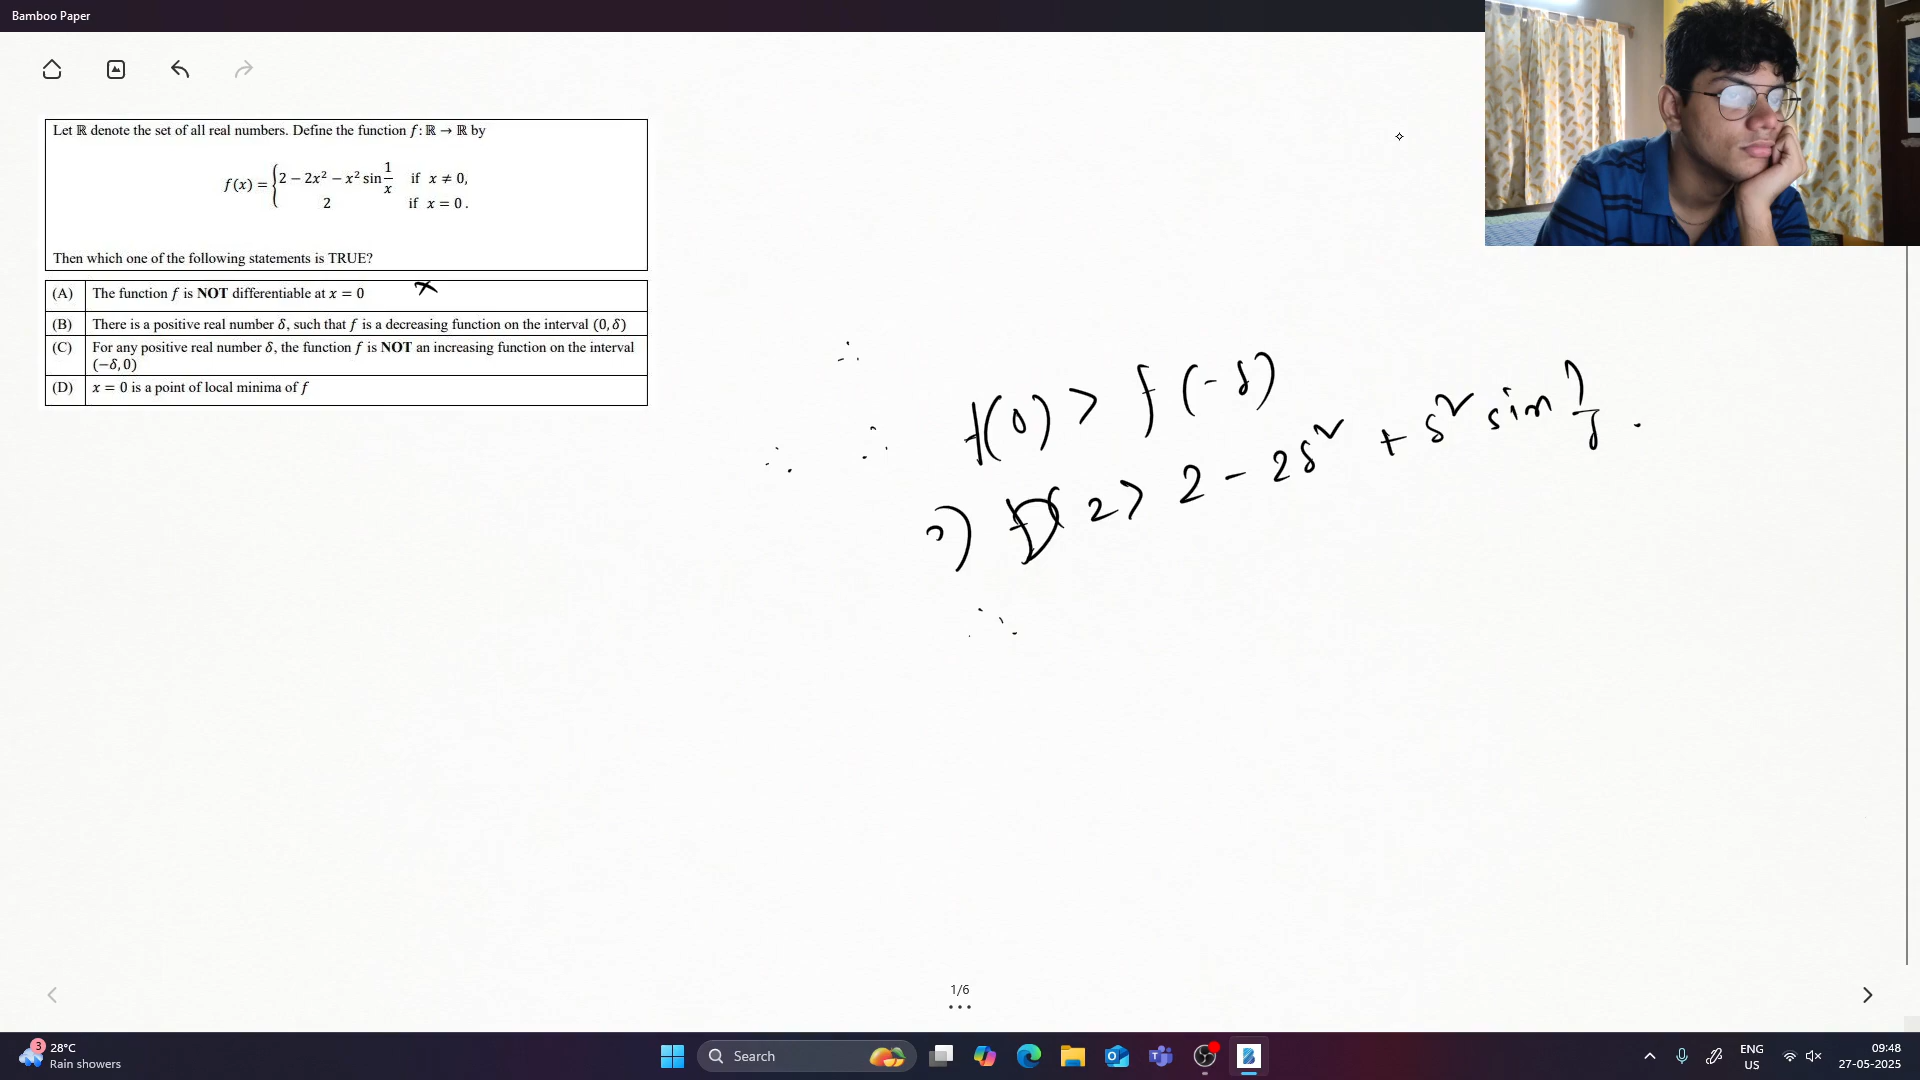 Bamboo Paper
Let ℝ denote the set of all real numbers. Define the function f: ℝ → ℝ by
f(x) = { 2 − 2x² − x² sin 1/x if x ≠ 0,
2 if x = 0.
Then which one of the following statements is TRUE?
(A) The function f is NOT differentiable at x = 0 ×
(B) There is a positive real number δ, such that f is a decreasing function on the interval (0, δ)
(C) For any positive real number δ, the function f is NOT an increasing function on the interval
(−δ, 0)
(D) x = 0 is a point of local minima of f
∴
∴ ∴ f(0) > f(-δ)
2 > 2 - 2δ² + δ² sin 1/δ.
∴
1/6
3
28°C
Rain showers
Search
ENG
US
09:48
27-05-2025